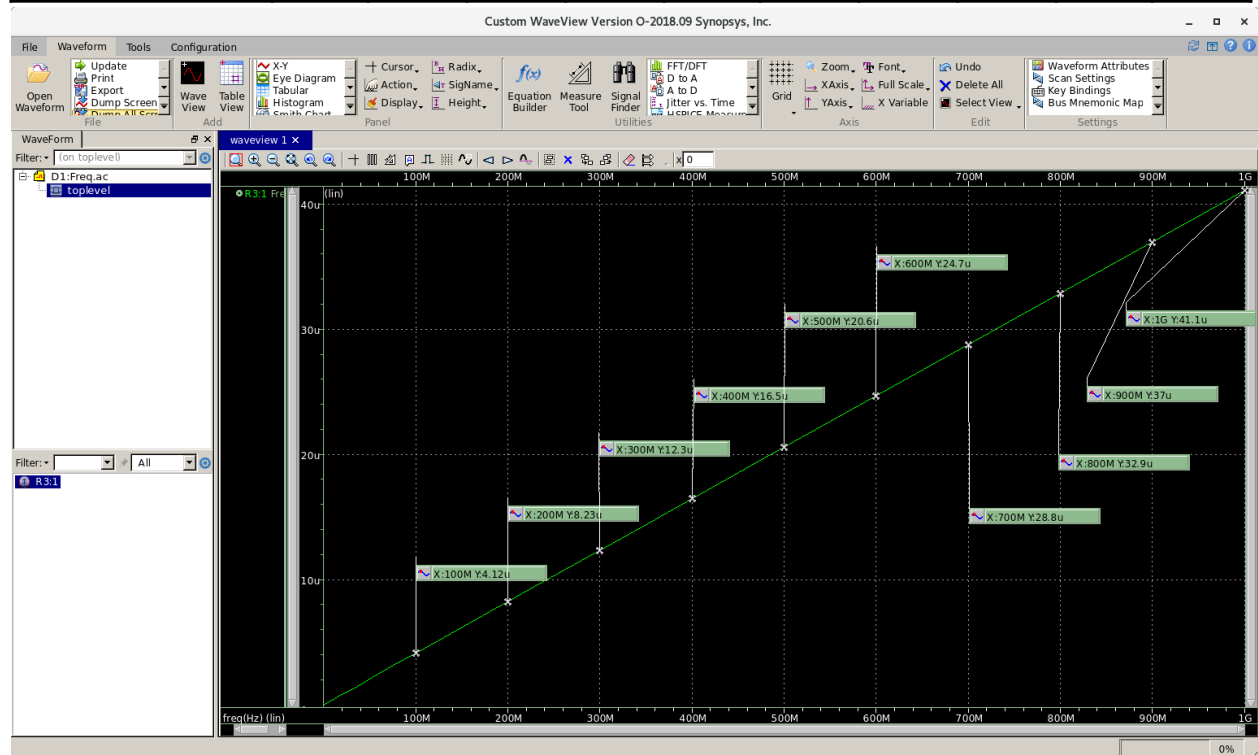 Custom WaveView Version O-2018.09 Synopsys, Inc.
File Waveform Tools Configuration
Open Waveform
Update
Print
Export
Dump Screen
File
Wave View
Table View
Add
X-Y
Eye Diagram
Tabular
Histogram
Smith Chart
Cursor
Action
Display
Radix
SigName
Height
Panel
Equation Builder
Measure Tool
Signal Finder
FFT/DFT
D to A
A to D
Jitter vs. Time
Utilities
Grid
Zoom
XAxis
YAxis
Font
Full Scale
X Variable
Axis
Undo
Delete All
Select View
Edit
Waveform Attributes
Scan Settings
Key Bindings
Bus Mnemonic Map
Settings
WaveForm
Filter: (on toplevel)
D1:Freq.ac
toplevel
Filter: All
R3:1
waveview 1
x 0
100M 200M 300M 400M 500M 600M 700M 800M 900M 1G
R3:1 Fre
(lin)
40u
30u
20u
10u
X:600M Y:24.7u
X:1G Y:41.1u
X:500M Y:20.6u
X:900M Y:37u
X:400M Y:16.5u
X:300M Y:12.3u
X:800M Y:32.9u
X:200M Y:8.23u
X:700M Y:28.8u
X:100M Y:4.12u
freq(Hz) (lin)
100M 200M 300M 400M 500M 600M 700M 800M 900M 1G
0%